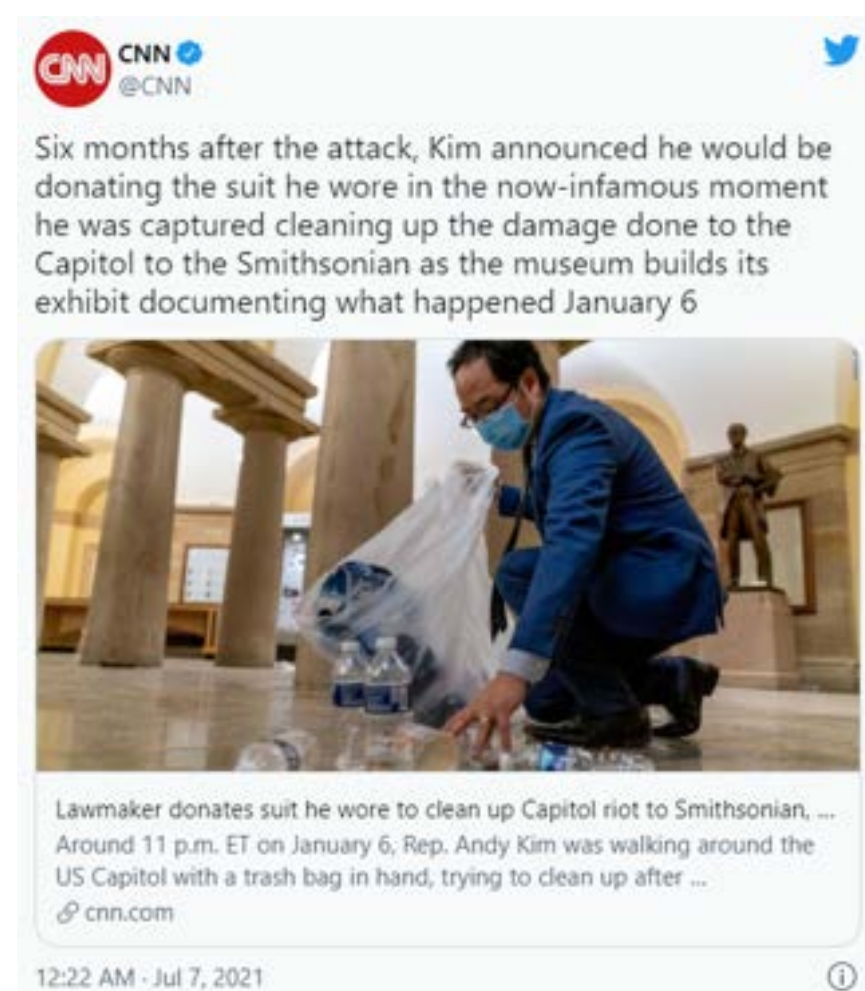 CNN
CNN
@CNN
Six months after the attack, Kim announced he would be
donating the suit he wore in the now-infamous moment
he was captured cleaning up the damage done to the
Capitol to the Smithsonian as the museum builds its
exhibit documenting what happened January 6
Lawmaker donates suit he wore to clean up Capitol riot to Smithsonian, ...
Around 11 p.m. ET on January 6, Rep. Andy Kim was walking around the
US Capitol with a trash bag in hand, trying to clean up after ...
cnn.com
12:22 AM · Jul 7, 2021